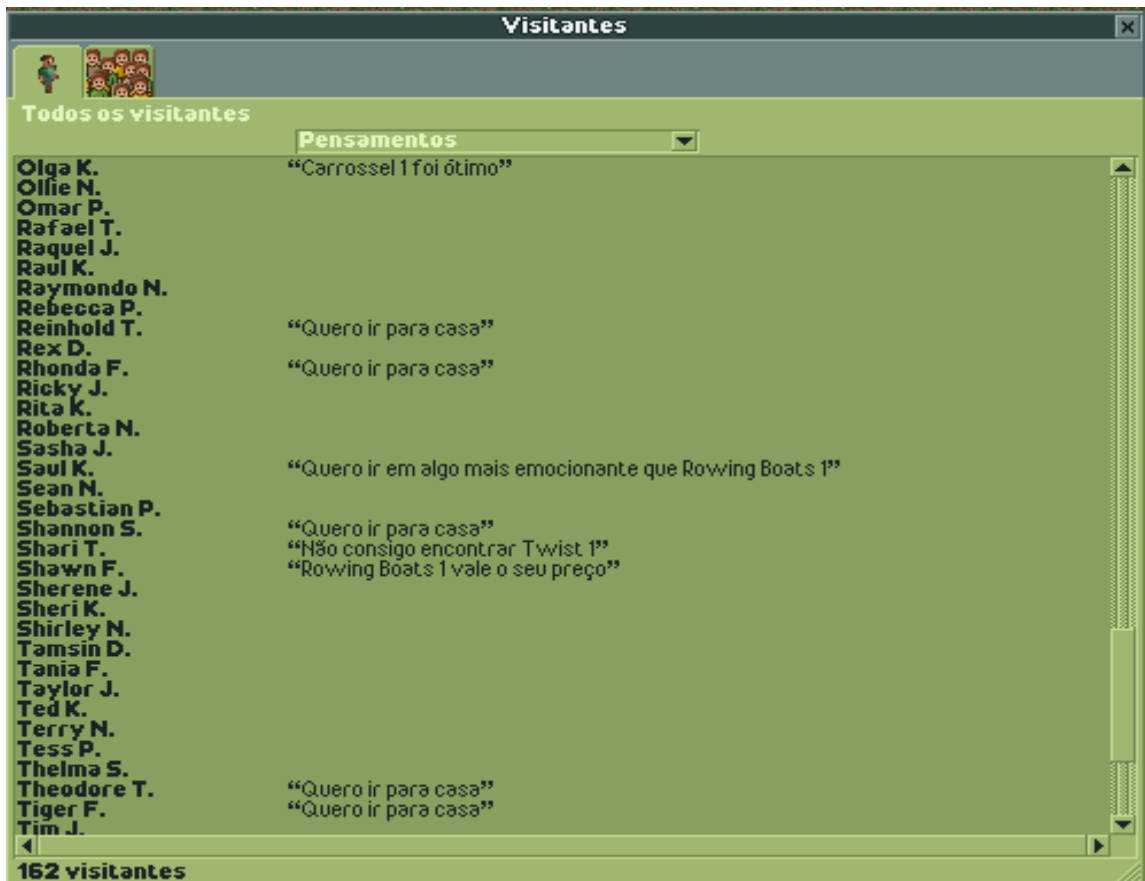 Visitantes
Todos os visitantes
Pensamentos
Olga K. “Carrossel 1 foi ótimo”
Ollie N.
Omar P.
Rafael T.
Raquel J.
Raul K.
Raymondo N.
Rebecca P.
Reinhold T. “Quero ir para casa”
Rex D.
Rhonda F. “Quero ir para casa”
Ricky J.
Rita K.
Roberta N.
Sasha J.
Saul K. “Quero ir em algo mais emocionante que Rowing Boats 1”
Sean N.
Sebastian P.
Shannon S. “Quero ir para casa”
Shari T. “Não consigo encontrar Twist 1”
Shawn F. “Rowing Boats 1 vale o seu preço”
Sherene J.
Sheri K.
Shirley N.
Tamsin D.
Tania F.
Taylor J.
Ted K.
Terry N.
Tess P.
Thelma S.
Theodore T. “Quero ir para casa”
Tiger F. “Quero ir para casa”
Tim J.
162 visitantes